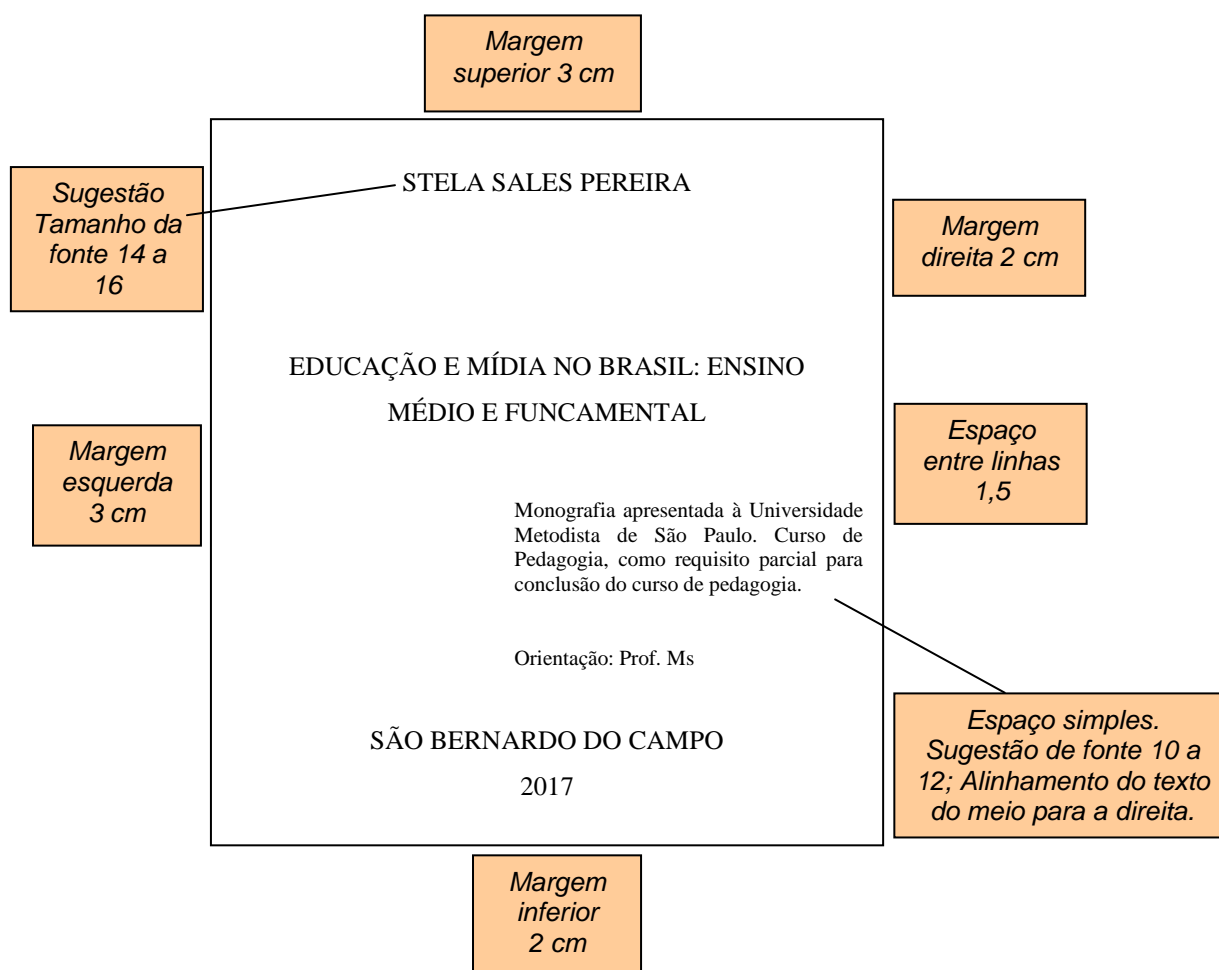 Margem
superior 3 cm
STELA SALES PEREIRA
Sugestão
Tamanho da
fonte 14 a
16
Margem
direita 2 cm
EDUCAÇÃO E MÍDIA NO BRASIL: ENSINO
MÉDIO E FUNCAMENTAL
Margem
esquerda
3 cm
Espaço
entre linhas
1,5
Monografia apresentada à Universidade
Metodista de São Paulo. Curso de
Pedagogia, como requisito parcial para
conclusão do curso de pedagogia.
Orientação: Prof. Ms
SÃO BERNARDO DO CAMPO
2017
Espaço simples.
Sugestão de fonte 10 a
12; Alinhamento do texto
do meio para a direita.
Margem
inferior
2 cm